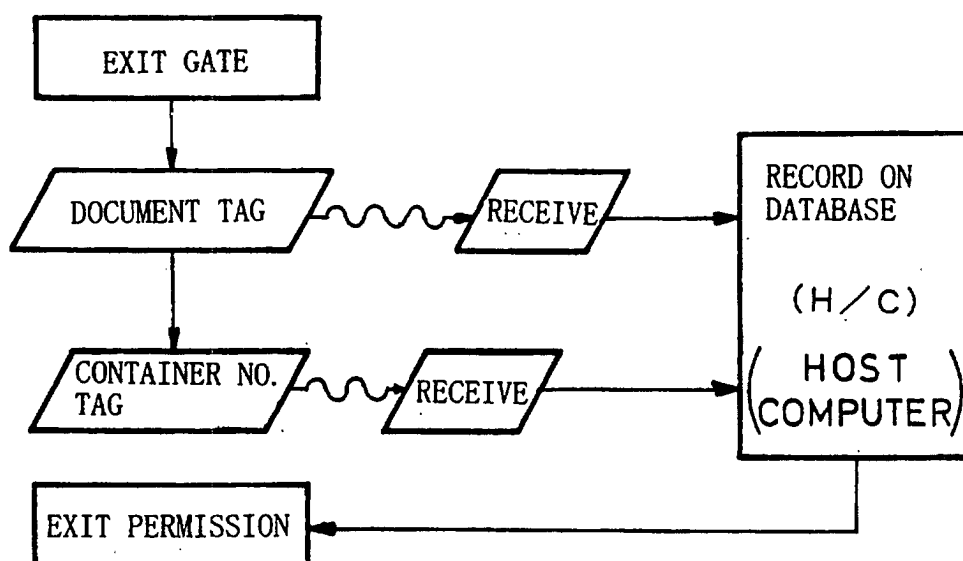 EXIT GATE
DOCUMENT TAG
RECEIVE
RECORD ON
DATABASE
(H/C)
(HOST
COMPUTER)
CONTAINER NO.
TAG
RECEIVE
EXIT PERMISSION